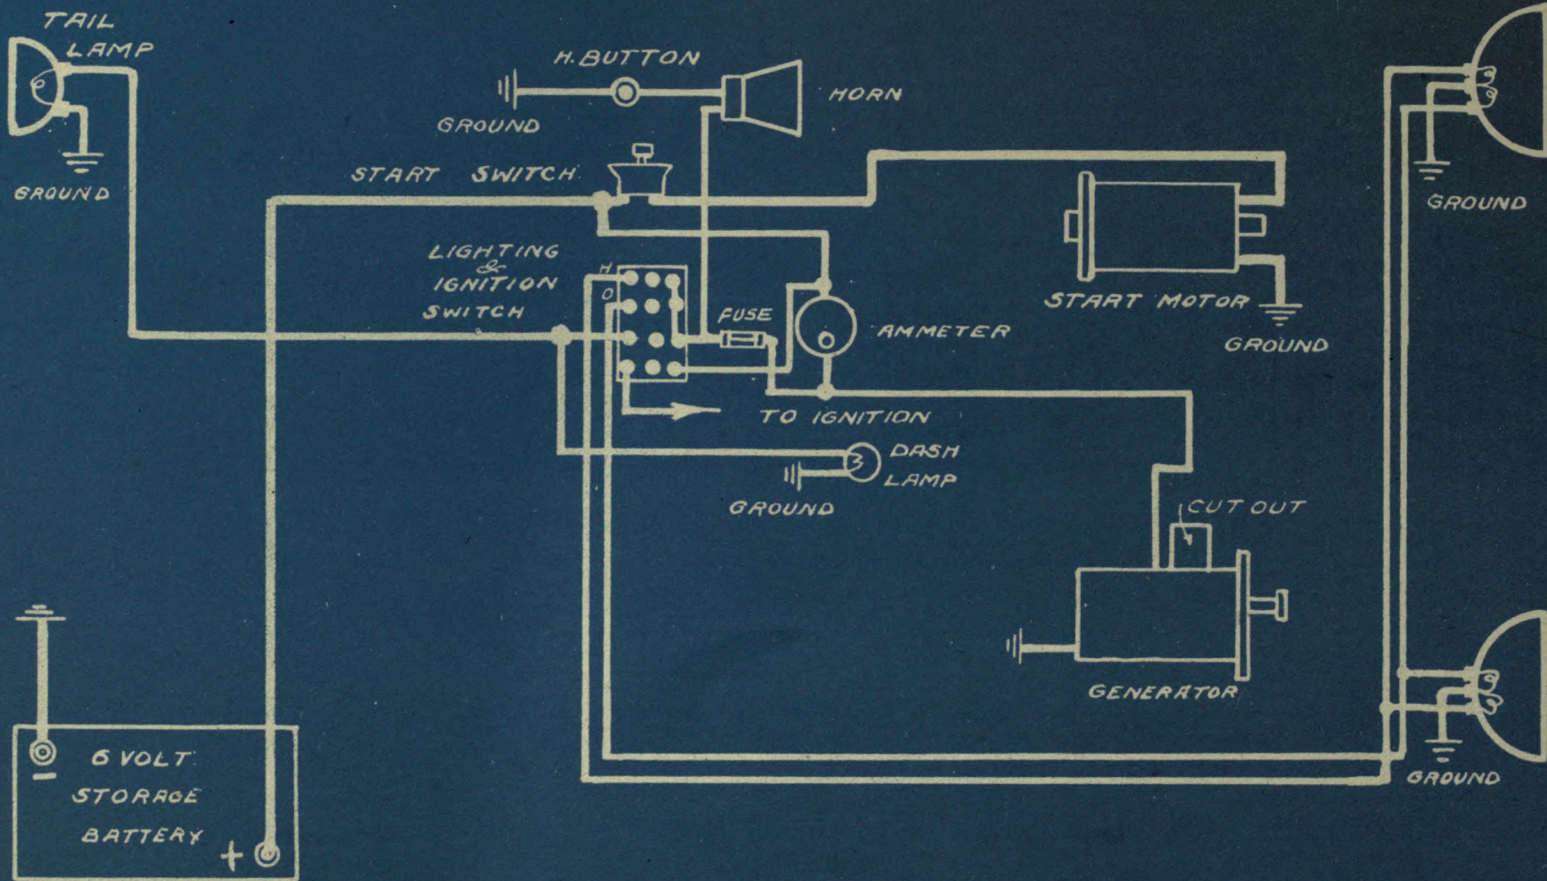 TAIL
LAMP
GROUND
H. BUTTON
GROUND
HORN
START SWITCH
LIGHTING
&
IGNITION
SWITCH
H
O
FUSE
AMMETER
TO IGNITION
DASH
LAMP
GROUND
START MOTOR
GROUND
GROUND
CUT OUT
GENERATOR
GROUND
6 VOLT
STORAGE
BATTERY
-
+